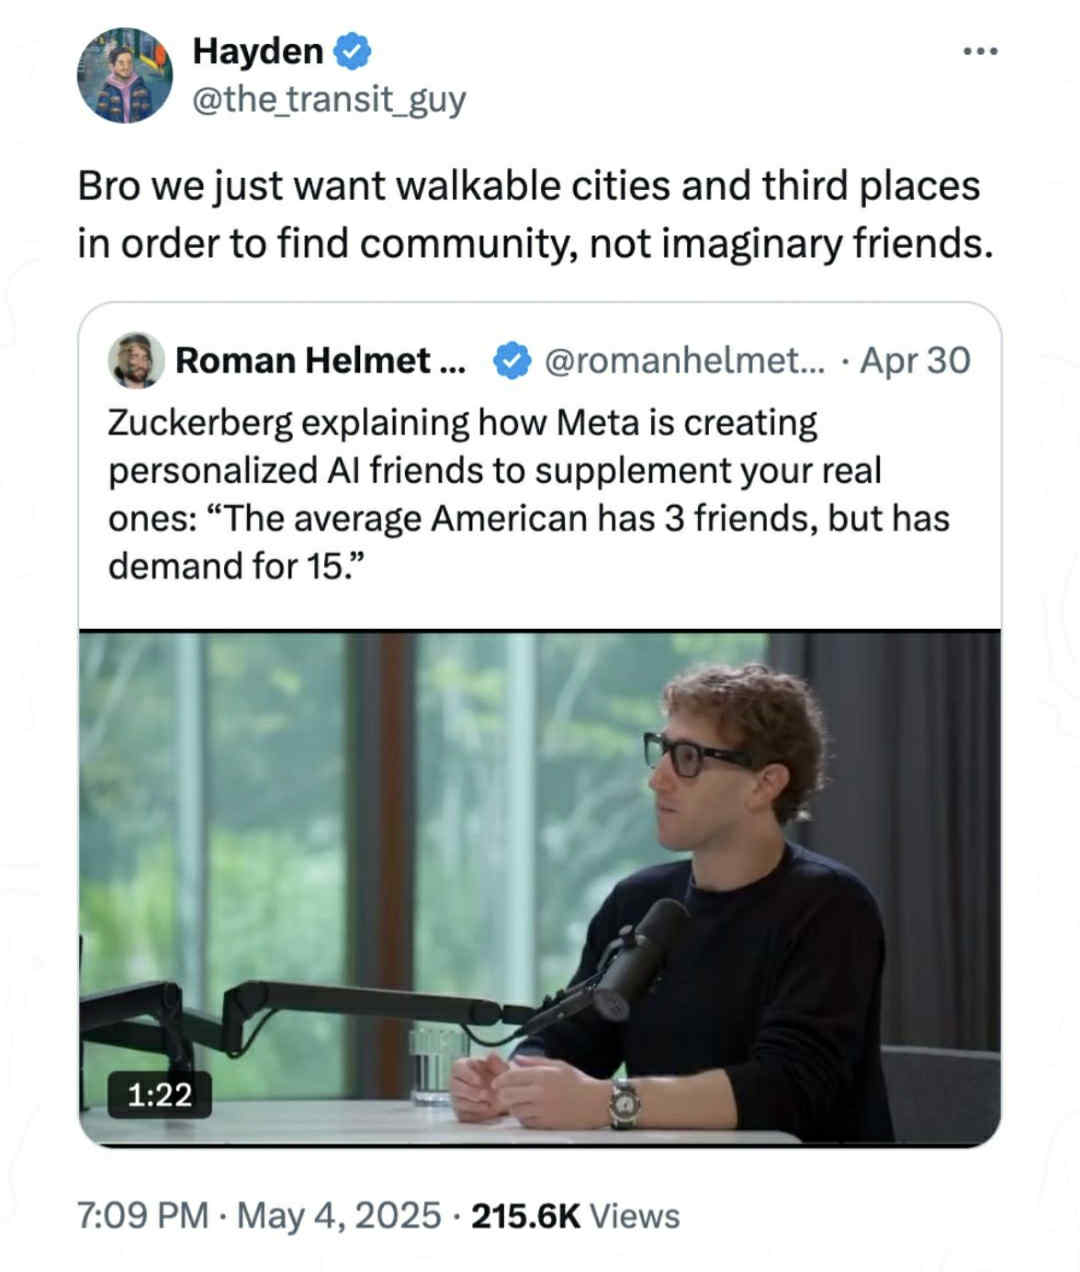 Hayden
@the_transit_guy
Bro we just want walkable cities and third places
in order to find community, not imaginary friends.
Roman Helmet ... @romanhelmet... · Apr 30
Zuckerberg explaining how Meta is creating
personalized AI friends to supplement your real
ones: “The average American has 3 friends, but has
demand for 15.”
1:22
7:09 PM · May 4, 2025 · 215.6K Views